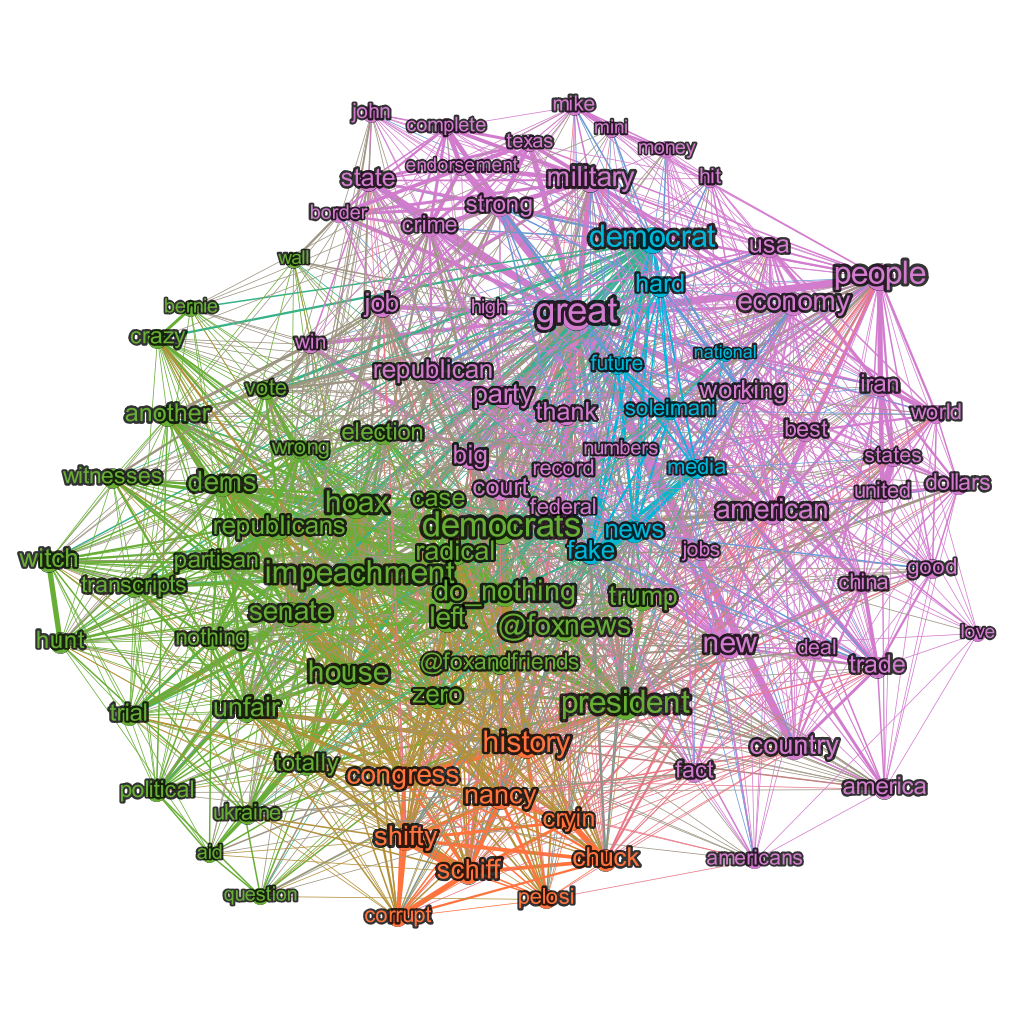 mike
john
complete
mini
texas
money
endorsement
state
military
hit
strong
border
crime
democrat
usa
wall
people
hard
economy
bernie
job
high
great
crazy
win
national
future
republican
iran
vote
working
party
soleimani
another
thank
world
best
election
wrong
numbers
big
states
record
media
witnesses
dems
dollars
court
united
case
hoax
federal
american
republicans
democrats
news
radical
fake
jobs
witch
partisan
good
impeachment
china
transcripts
do_nothing
trump
senate
left
@foxnews
love
nothing
hunt
new
deal
@foxandfriends
trade
house
zero
president
unfair
trial
history
country
totally
congress
fact
political
nancy
america
ukraine
cryin
shifty
aid
chuck
americans
schiff
question
pelosi
corrupt